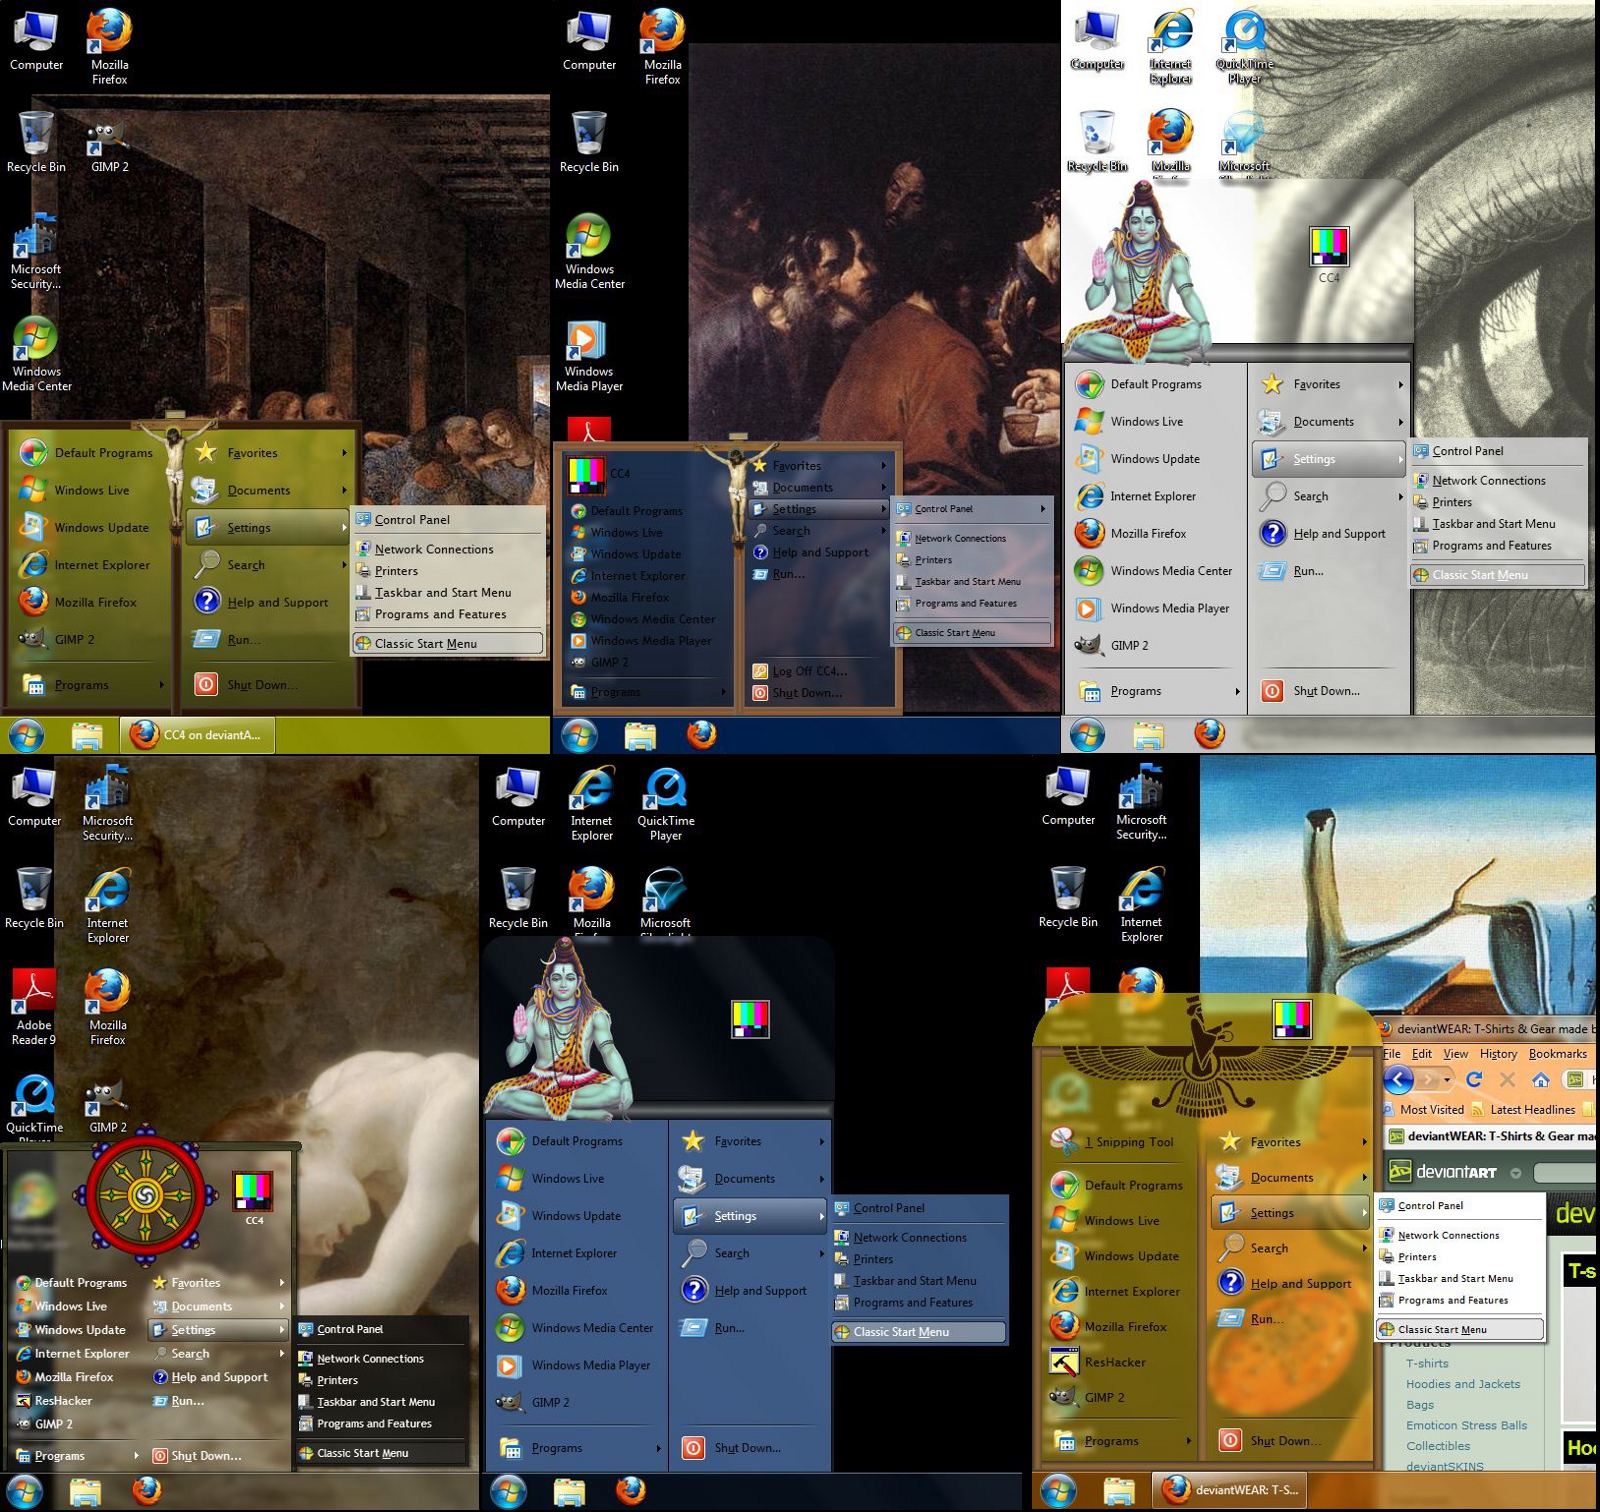 Computer
Mozilla
Firefox
Recycle Bin
GIMP 2
Microsoft
Security...
Windows
Media Center
Default Programs
Windows Live
Windows Update
Internet Explorer
Mozilla Firefox
GIMP 2
Programs
Favorites
Documents
Settings
Search
Help and Support
Run...
Shut Down...
Control Panel
Network Connections
Printers
Taskbar and Start Menu
Programs and Features
Classic Start Menu
CC4 on deviantA...
Computer
Mozilla
Firefox
Recycle Bin
Windows
Media Center
Windows
Media Player
CC4
Default Programs
Windows Live
Windows Update
Internet Explorer
Mozilla Firefox
Windows Media Center
Windows Media Player
GIMP 2
Programs
Favorites
Documents
Settings
Search
Help and Support
Run...
Log Off CC4...
Shut Down...
Control Panel
Network Connections
Printers
Taskbar and Start Menu
Programs and Features
Classic Start Menu
Computer
Internet
Explorer
QuickTime
Player
Recycle Bin
Mozilla
Microsoft
CC4
Default Programs
Windows Live
Windows Update
Internet Explorer
Mozilla Firefox
Windows Media Center
Windows Media Player
GIMP 2
Programs
Favorites
Documents
Settings
Search
Help and Support
Run...
Shut Down...
Control Panel
Network Connections
Printers
Taskbar and Start Menu
Programs and Features
Classic Start Menu
Computer
Microsoft
Security...
Recycle Bin
Internet
Explorer
Adobe
Reader 9
Mozilla
Firefox
QuickTime
GIMP 2
CC4
Default Programs
Windows Live
Windows Update
Internet Explorer
Mozilla Firefox
ResHacker
GIMP 2
Programs
Favorites
Documents
Settings
Search
Help and Support
Run...
Shut Down...
Control Panel
Network Connections
Printers
Taskbar and Start Menu
Programs and Features
Classic Start Menu
Computer
Internet
Explorer
QuickTime
Player
Recycle Bin
Mozilla
Microsoft
Default Programs
Windows Live
Windows Update
Internet Explorer
Mozilla Firefox
Windows Media Center
Windows Media Player
GIMP 2
Programs
Favorites
Documents
Settings
Search
Help and Support
Run...
Shut Down...
Control Panel
Network Connections
Printers
Taskbar and Start Menu
Programs and Features
Classic Start Menu
Computer
Microsoft
Security...
Recycle Bin
Internet
Explorer
1 Snipping Tool
Default Programs
Windows Live
Windows Update
Internet Explorer
Mozilla Firefox
ResHacker
GIMP 2
Programs
Favorites
Documents
Settings
Search
Help and Support
Run...
Shut Down...
Control Panel
Network Connections
Printers
Taskbar and Start Menu
Programs and Features
Classic Start Menu
deviantWEAR: T-Shirts & Gear made b
File Edit View History Bookmarks
Most Visited Latest Headlines
deviantWEAR: T-Shirts & Gear ma
deviantART
dev
T-s
Products
T-shirts
Hoodies and Jackets
Bags
Emoticon Stress Balls
Collectibles
deviantSKINS
Hoo
deviantWEAR: T-S...